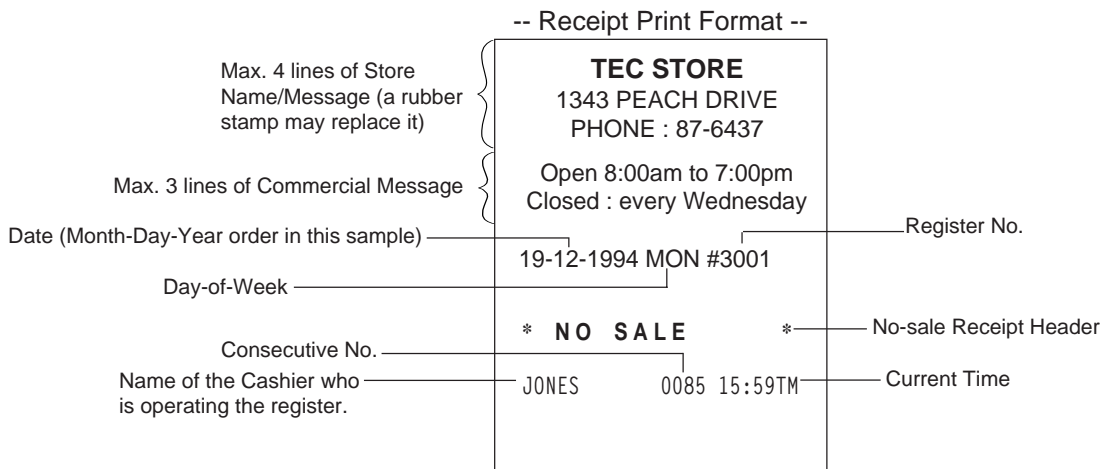 -- Receipt Print Format --
Max. 4 lines of Store
Name/Message (a rubber
stamp may replace it)
TEC STORE
1343 PEACH DRIVE
PHONE : 87-6437
Max. 3 lines of Commercial Message
Open 8:00am to 7:00pm
Closed : every Wednesday
Date (Month-Day-Year order in this sample)
Register No.
19-12-1994 MON #3001
Day-of-Week
* NO SALE *
No-sale Receipt Header
Consecutive No.
Name of the Cashier who
is operating the register.
JONES 0085 15:59TM
Current Time